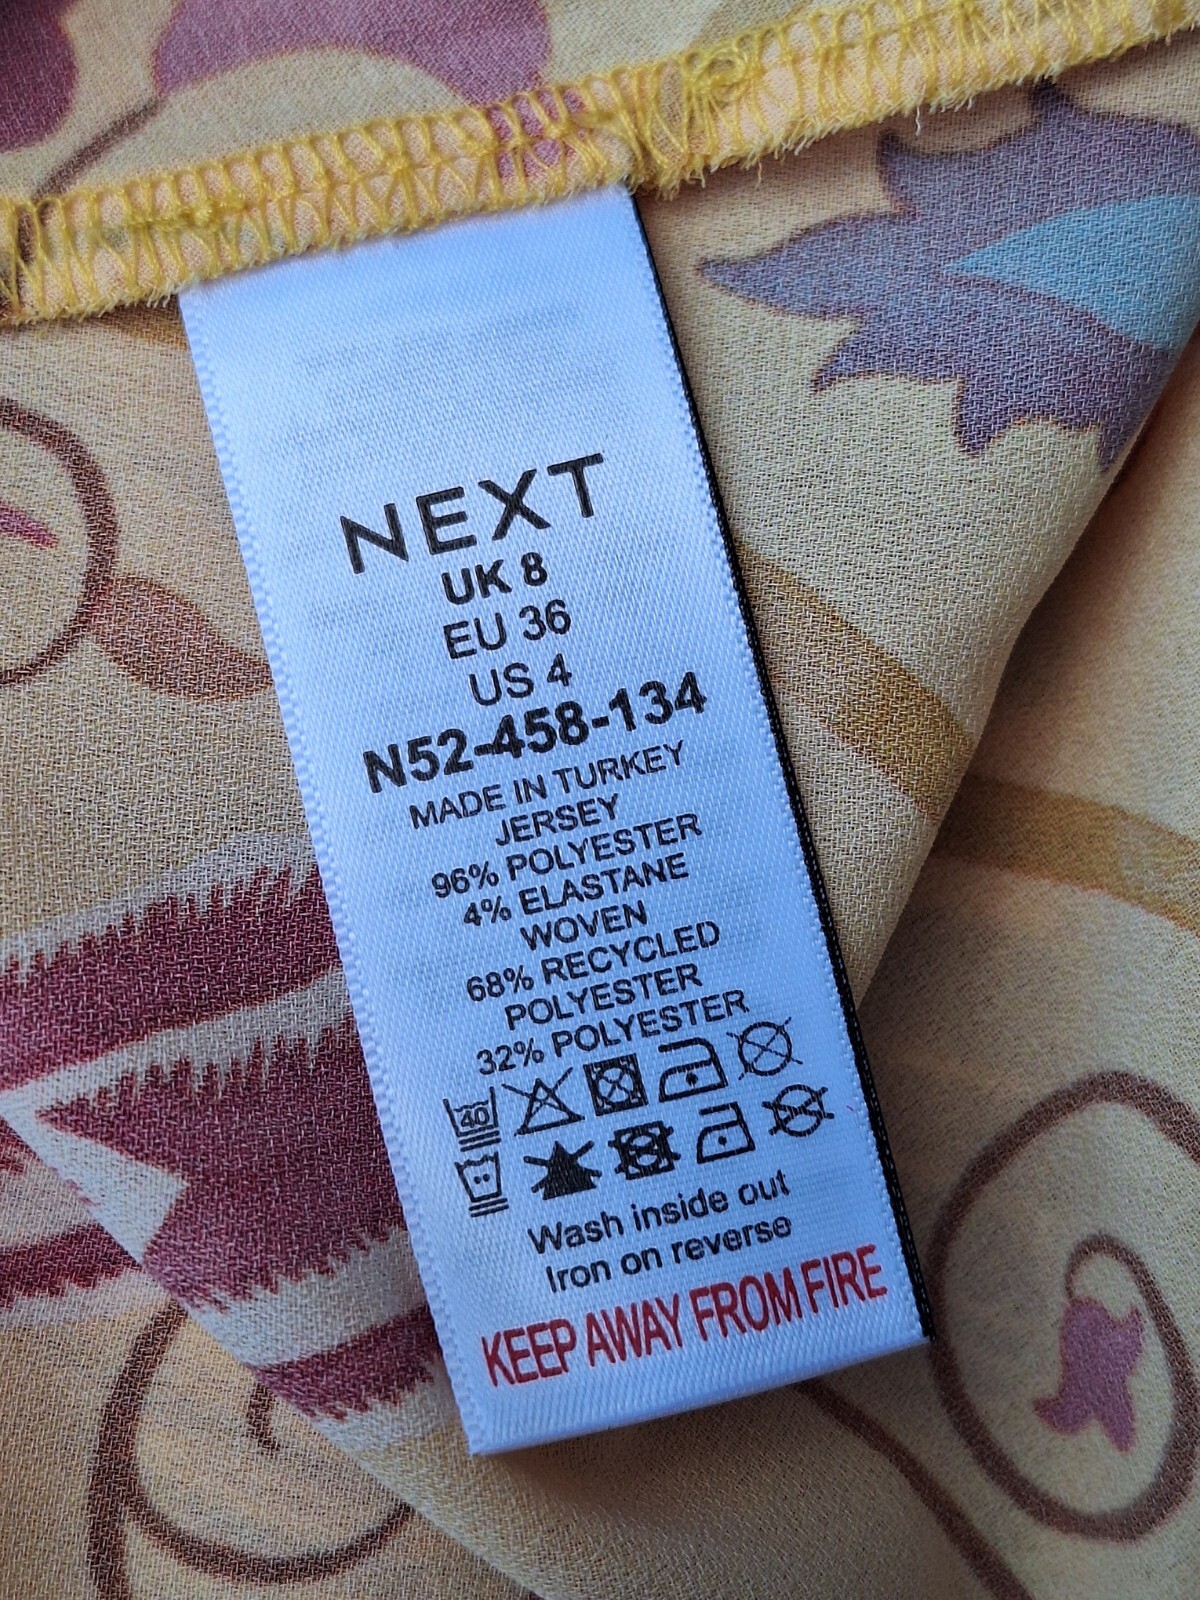 NEXT
UK 8
EU 36
US 4
N52-458-134
MADE IN TURKEY
JERSEY
96% POLYESTER
4% ELASTANE
WOVEN
68% RECYCLED
POLYESTER
32% POLYESTER
40
Wash inside out
Iron on reverse
KEEP AWAY FROM FIRE